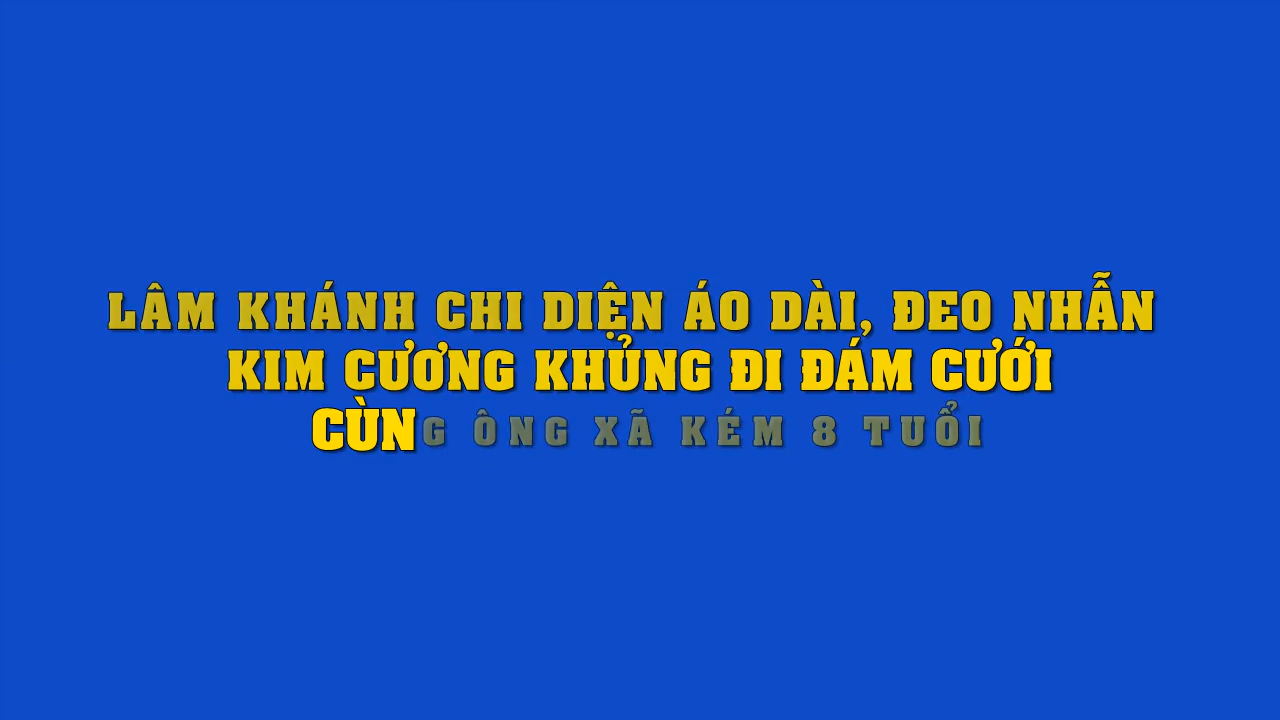 LÂM KHÁNH CHI DIỆN ÁO DÀI, ĐEO NHẪN
KIM CƯƠNG KHỦNG ĐI ĐÁM CƯỚI
CÙNG ÔNG XÃ KÉM 8 TUỔI